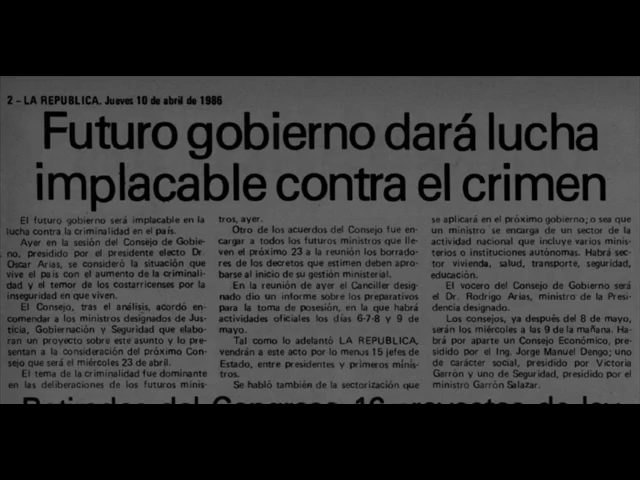 2 - LA REPUBLICA. Jueves 10 de abril de 1986
Futuro gobierno dará lucha
implacable contra el crimen
El futuro gobierno será implacable en la
lucha contra la criminalidad en el país.
Ayer en la sesión del Consejo de Gobie-
no, presidido por el presidente electo Dr.
Oscar Arias, se consideró la situación que
vive el país con el aumento de la criminali-
dad y el temor de los costarricenses por la
inseguridad en que viven.
El Consejo, tras el análisis, acordó en-
comendar a los ministros designados de Jus-
ticia, Gobernación y Seguridad que elabo-
ran un proyecto sobre este asunto y lo pre-
sentan a la consideración del próximo Con-
sejo que será el miércoles 23 de abril.
El tema de la criminalidad fue dominante
en las deliberaciones de los futuros minis-
tros, ayer.
Otro de los acuerdos del Consejo fue en-
cargar a todos los futuros ministros que lle-
ven el próximo 23 a la reunión los borrado-
res de los decretos que estimen deben apro-
barse al inicio de su gestión ministerial.
En la reunión de ayer el Canciller desig-
nado dio un informe sobre los preparativos
para la toma de posesión, en la que habrá
actividades oficiales los días 6-7-8 y 9 de
mayo.
Tal como lo adelantó LA REPUBLICA,
vendrán a este acto por lo menus 15 jefes de
Estado, entre presidentes y primeros minis-
tros.
Se habló también de la sectorización que
se aplicará en el próximo gobierno; o sea que
un ministro se encarga de un sector de la
actividad nacional que incluye varios minis-
terios o instituciones autónomas. Habrá sec-
tor vivienda, salud, transporte, seguridad,
educación.
El vocero del Consejo de Gobierno será
el Dr. Rodrigo Arias, ministro de la Presi-
dencia designado.
Los consejos, ya después del 8 de mayo,
serán los miércoles a las 9 de la mañana. Ha-
brá por aparte un Consejo Económico, pre-
sidido por el Ing. Jorge Manuel Dengo; uno
de carácter social, presidido por Victoria
Garrón y uno de Seguridad, presidido por el
ministro Garrón Salazar.